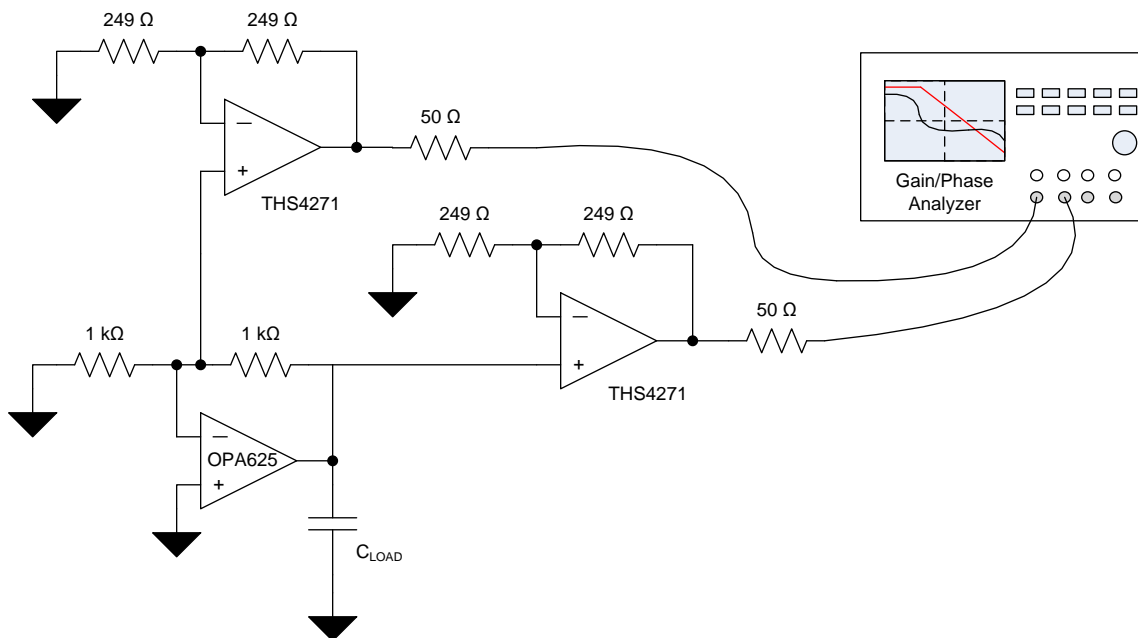 249 Ω
249 Ω
−
+
THS4271
50 Ω
Gain/Phase
Analyzer
249 Ω
249 Ω
−
+
THS4271
50 Ω
1 kΩ
1 kΩ
−
OPA625
+
CLOAD